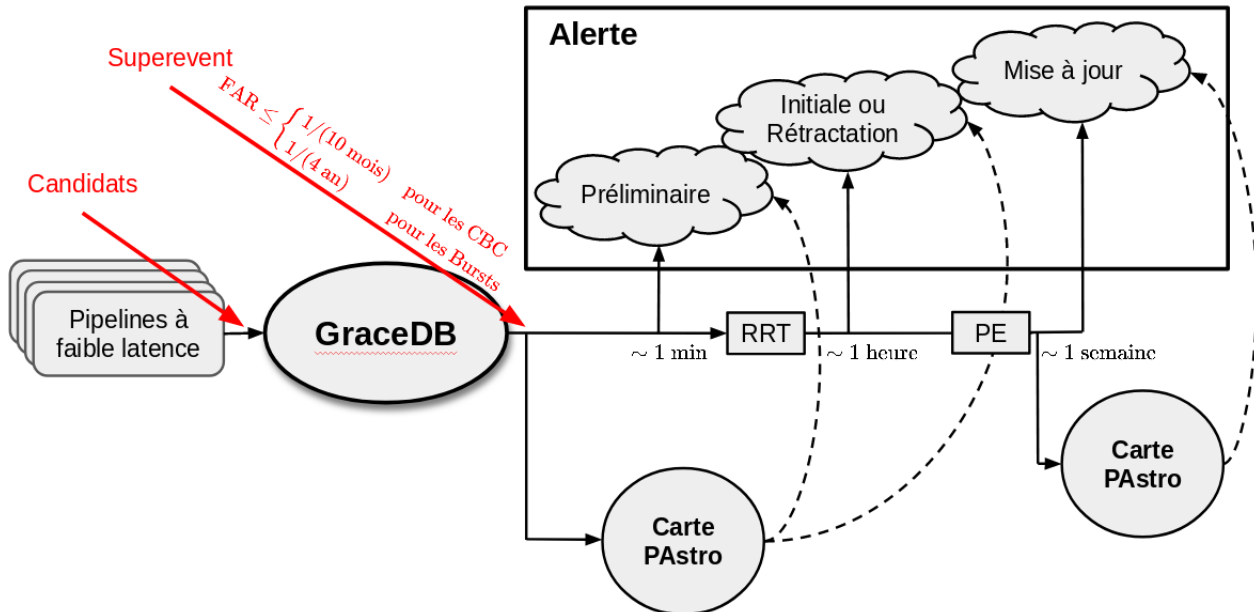 Alerte
Superevent
Mise à jour
FAR ≤ { 1/(10 mois) pour les CBC
1/(4 an) pour les Bursts
Initiale ou
Rétractation
Candidats
Préliminaire
Pipelines à
faible latence
GraceDB
RRT
PE
~ 1 min
~ 1 heure
~ 1 semaine
Carte
PAstro
Carte
PAstro